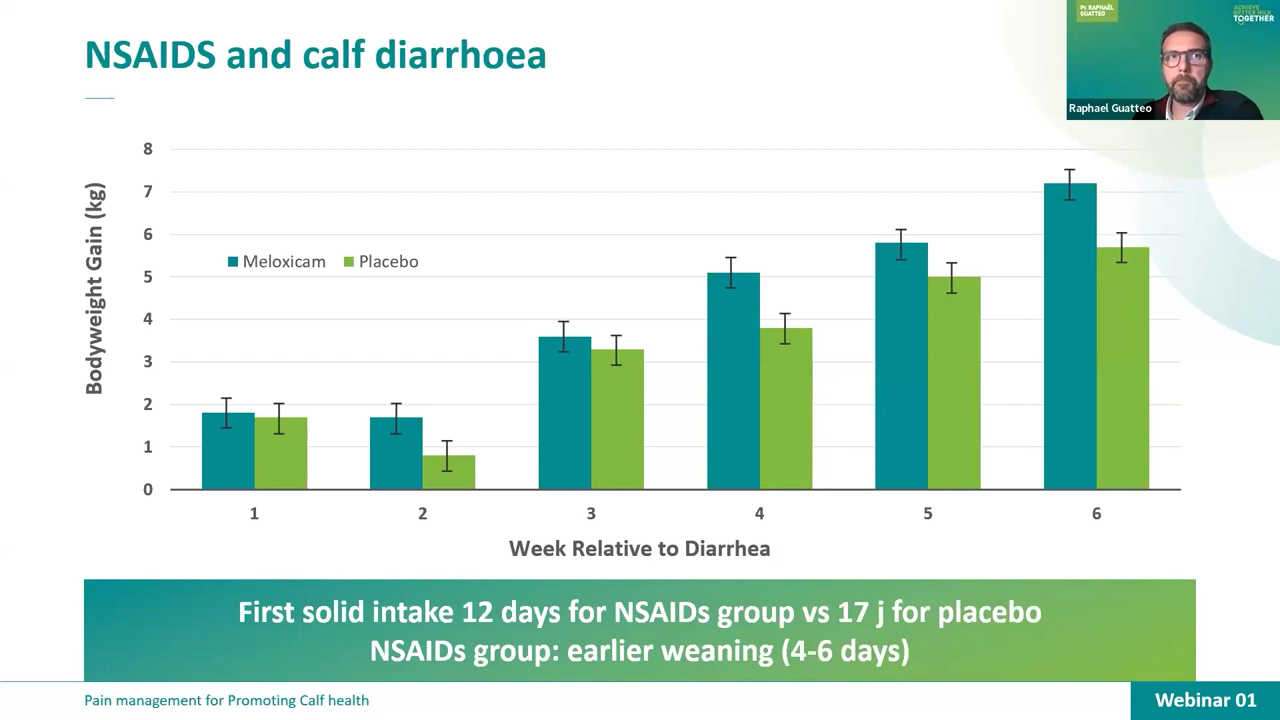 NSAIDS and calf diarrhoea
Pr. RAPHAËL
GUATTEO
ACHIEVE
BETTER MILK
TOGETHER
Raphael Guatteo
Bodyweight Gain (kg)
8
7
6
5
4
3
2
1
0
Meloxicam
Placebo
1 2 3 4 5 6
Week Relative to Diarrhea
First solid intake 12 days for NSAIDs group vs 17 j for placebo
NSAIDs group: earlier weaning (4-6 days)
Pain management for Promoting Calf health
Webinar 01